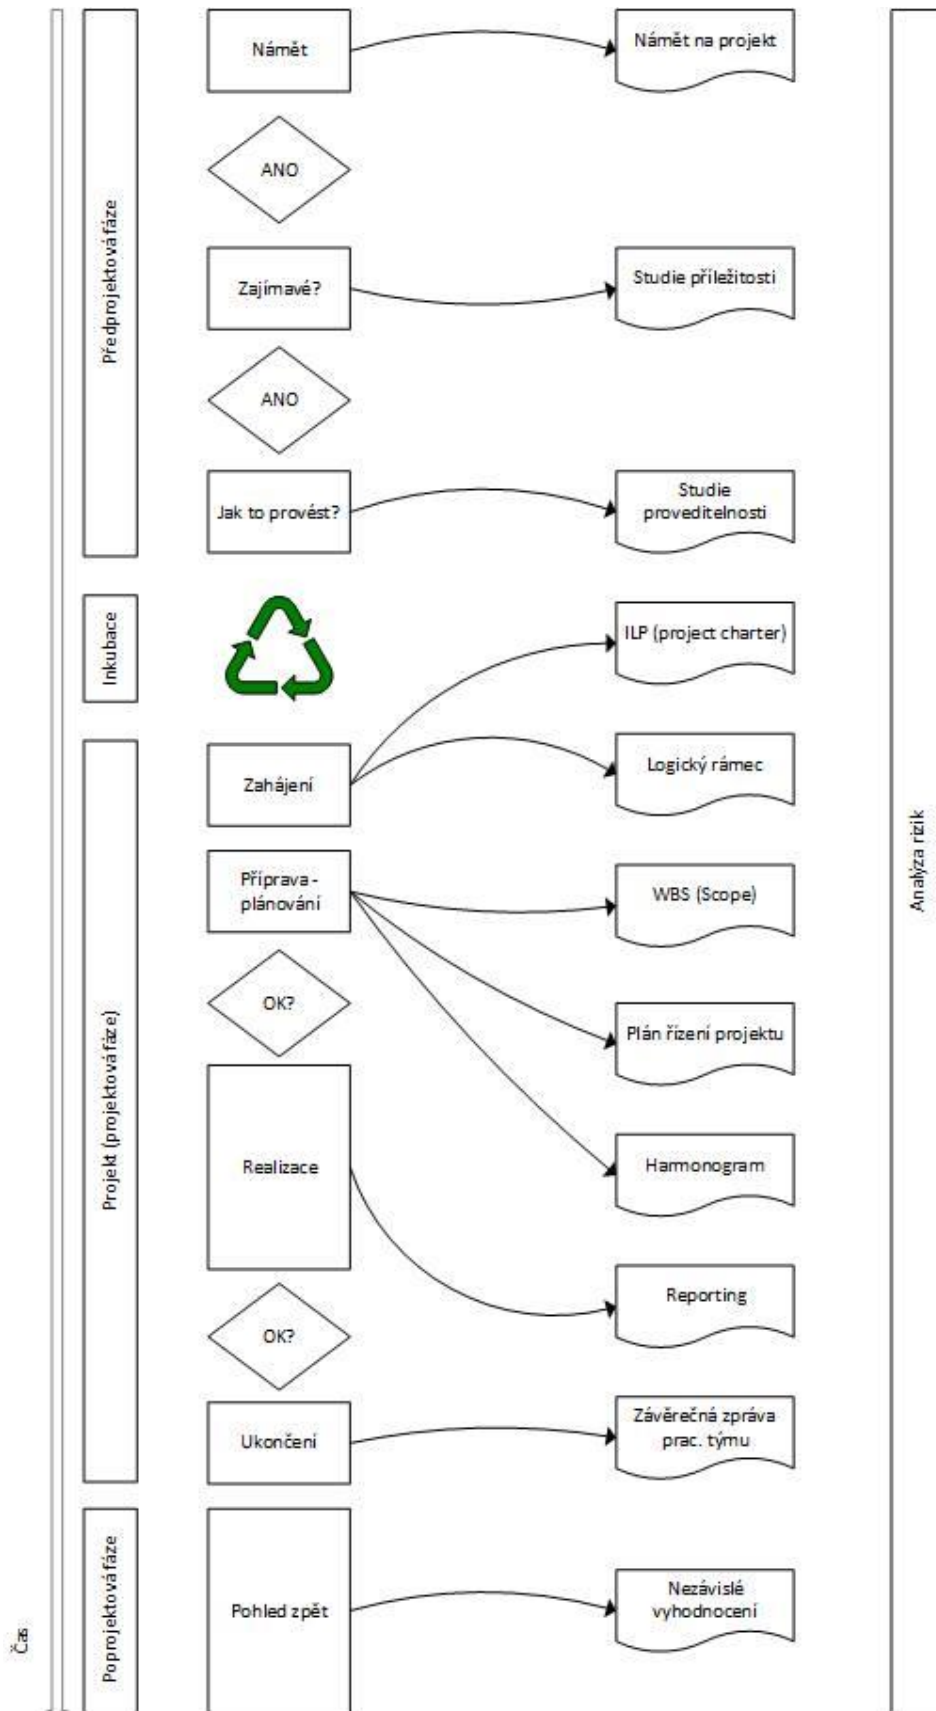 Námět
Námět na projekt
ANO
Předprojektová fáze
Zajímavé?
Studie příležitosti
ANO
Jak to provést?
Studie
proveditelnosti
Inkubace
ILP (project charter)
Zahájení
Logický rámec
Analýza rizik
Příprava -
plánování
WBS (Scope)
OK?
Plán řízení projektu
Projekt (projektová fáze)
Realizace
Harmonogram
Reporting
OK?
Ukončení
Závěrečná zpráva
prac. týmu
Poprojektová fáze
Pohled zpět
Nezávislé
vyhodnocení
Čas